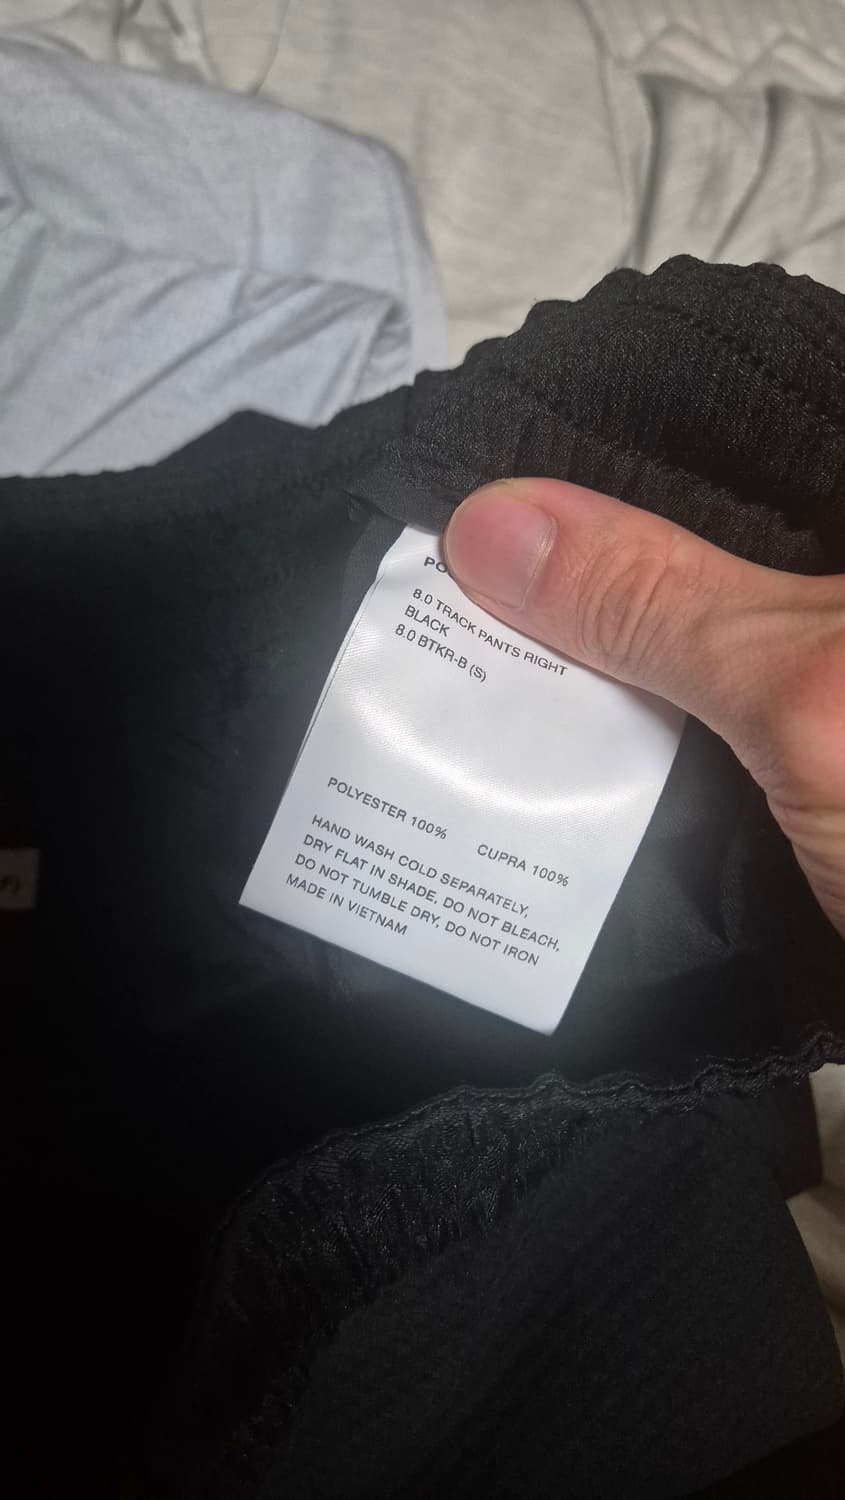 8.0 TRACK PANTS RIGHT
BLACK
8.0 BTKR-B (S)
POLYESTER 100% CUPRA 100%
HAND WASH COLD SEPARATELY,
DRY FLAT IN SHADE, DO NOT BLEACH,
DO NOT TUMBLE DRY, DO NOT IRON
MADE IN VIETNAM